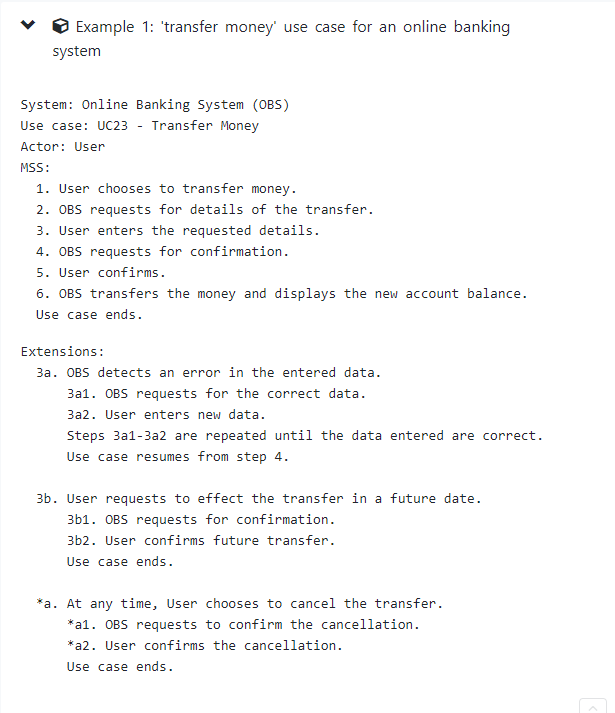 Example 1: 'transfer money' use case for an online banking
system
System: Online Banking System (OBS)
Use case: UC23 - Transfer Money
Actor: User
MSS:
1. User chooses to transfer money.
2. OBS requests for details of the transfer.
3. User enters the requested details.
4. OBS requests for confirmation.
5. User confirms.
6. OBS transfers the money and displays the new account balance.
Use case ends.
Extensions:
3a. OBS detects an error in the entered data.
3a1. OBS requests for the correct data.
3a2. User enters new data.
Steps 3a1-3a2 are repeated until the data entered are correct.
Use case resumes from step 4.
3b. User requests to effect the transfer in a future date.
3b1. OBS requests for confirmation.
3b2. User confirms future transfer.
Use case ends.
*a. At any time, User chooses to cancel the transfer.
*a1. OBS requests to confirm the cancellation.
*a2. User confirms the cancellation.
Use case ends.